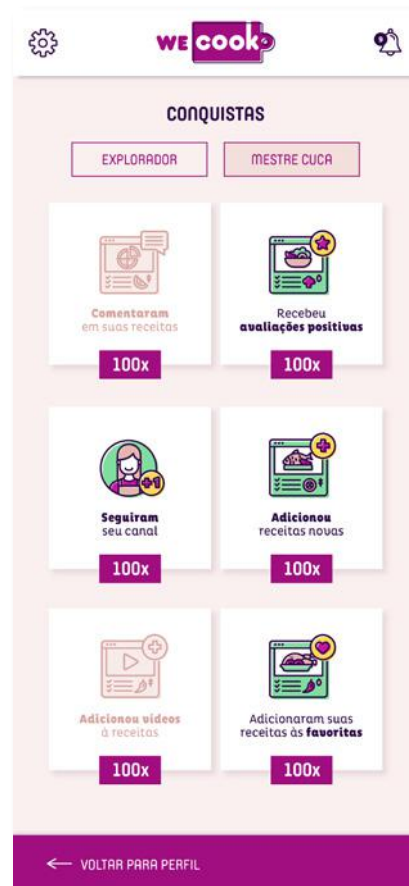 WE cook
CONQUISTAS
EXPLORADOR
MESTRE CUCA
Comentaram
em suas receitas
100x
Recebeu
avaliações positivas
100x
+1
Seguiram
seu canal
100x
Adicionou
receitas novas
100x
Adicionou vídeos
à receitas
100x
Adicionaram suas
receitas às favoritas
100x
← VOLTAR PARA PERFIL